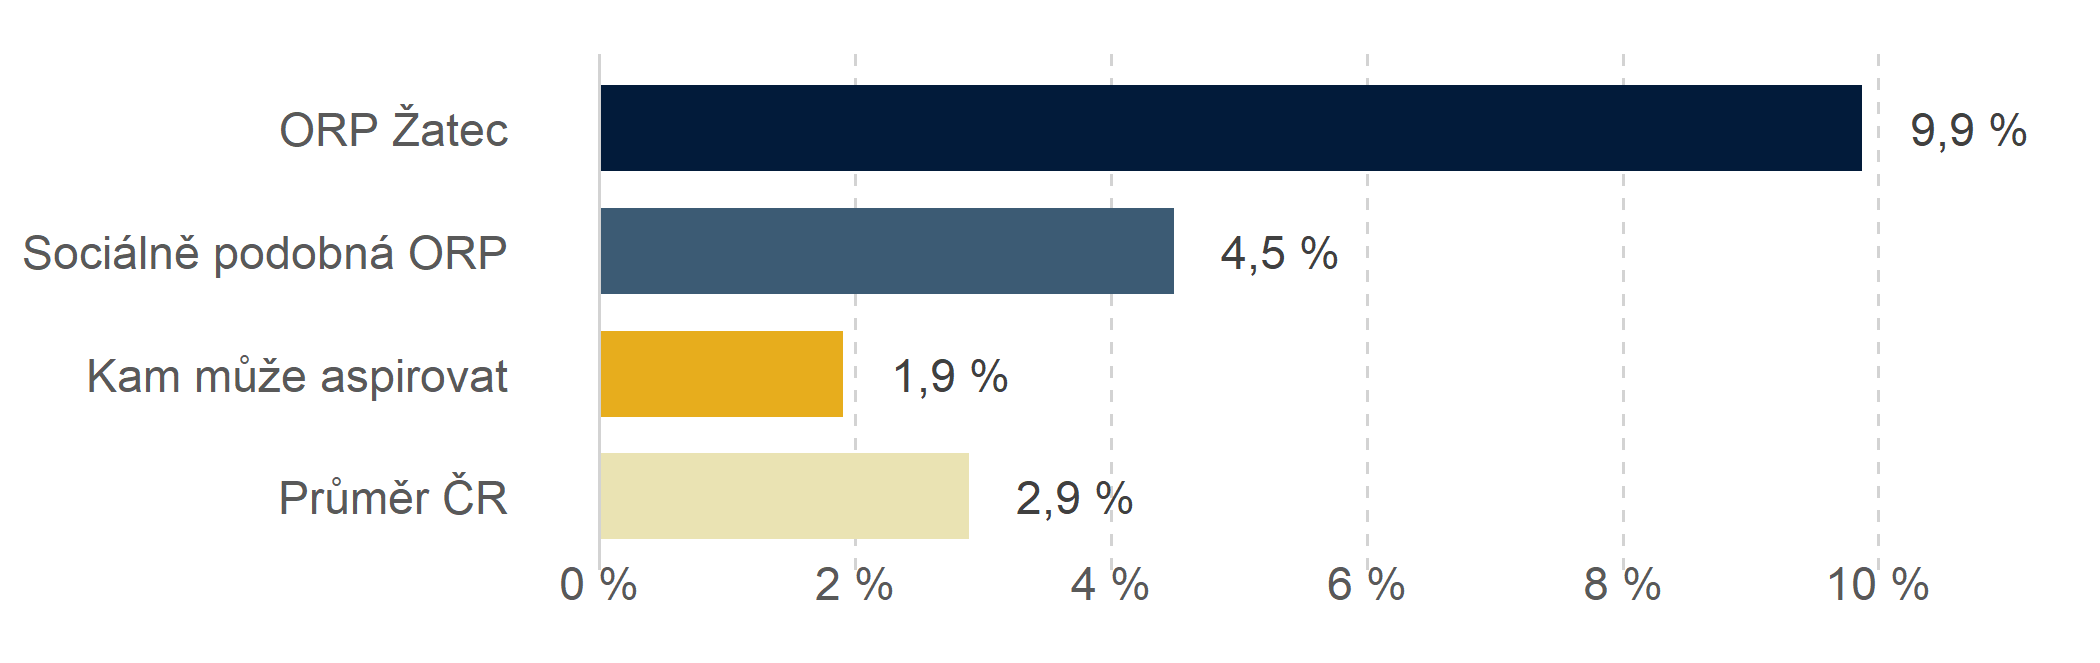 ORP Žatec 9,9 %
Sociálně podobná ORP 4,5 %
Kam může aspirovat 1,9 %
Průměr ČR 2,9 %
0 % 2 % 4 % 6 % 8 % 10 %